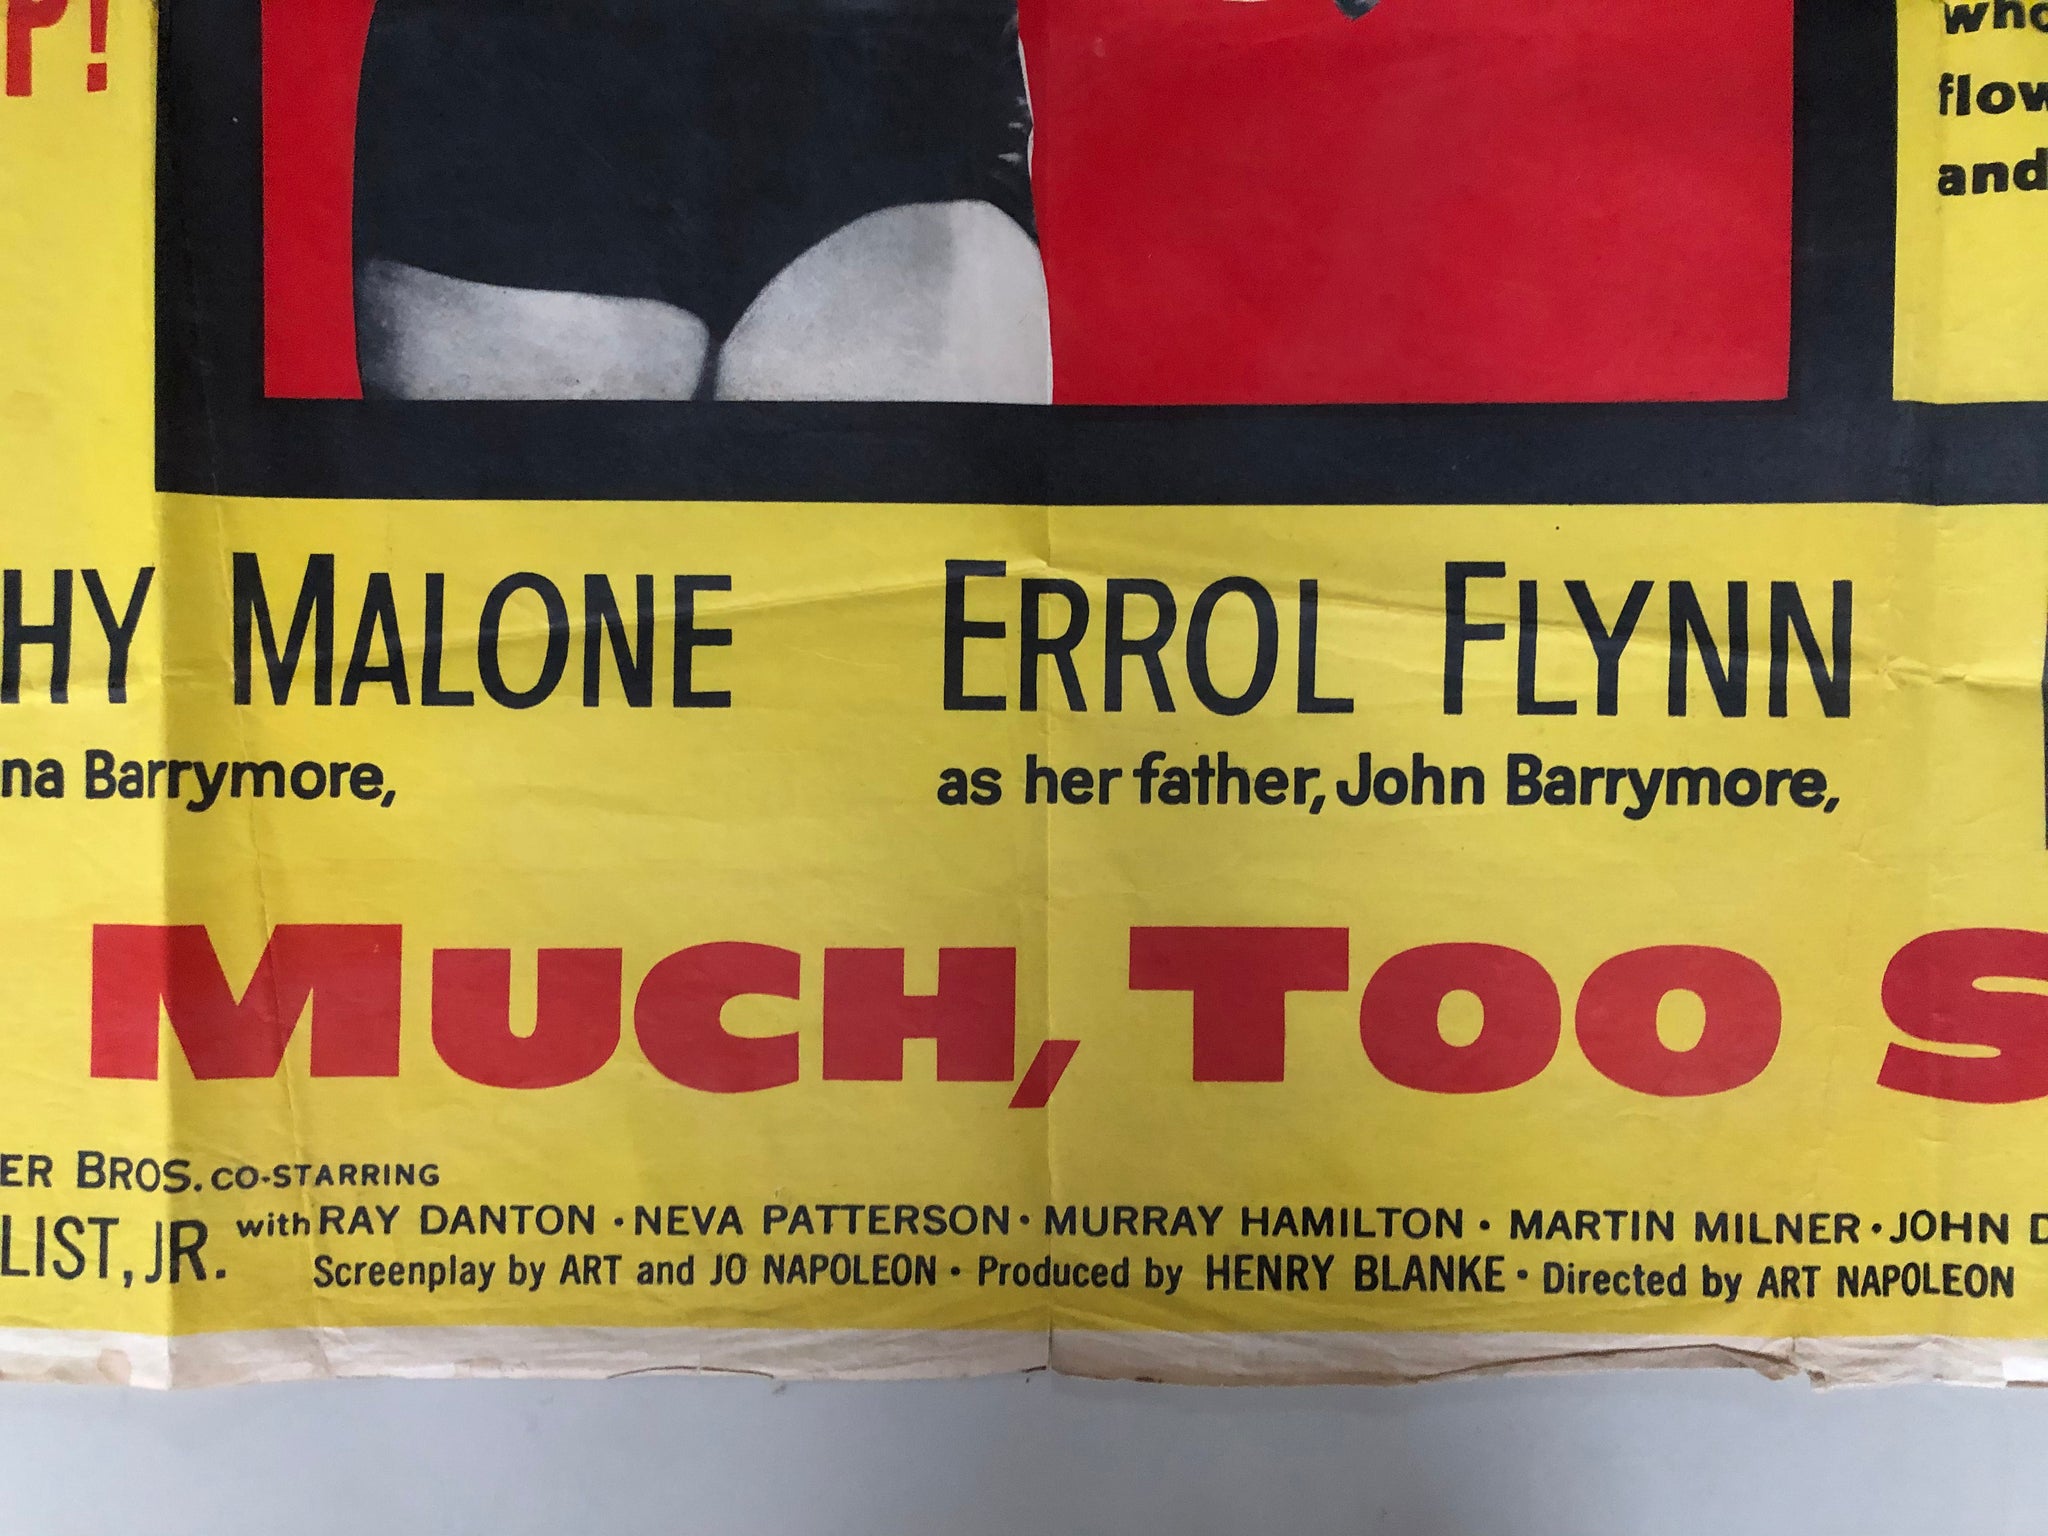 P!
who
flow
and
HY MALONE ERROL FLYNN
na Barrymore, as her father, John Barrymore,
MUCH, TOO S
ER BROS. CO-STARRING
LIST, JR. with RAY DANTON · NEVA PATTERSON · MURRAY HAMILTON · MARTIN MILNER · JOHN D
Screenplay by ART and JO NAPOLEON · Produced by HENRY BLANKE · Directed by ART NAPOLEON